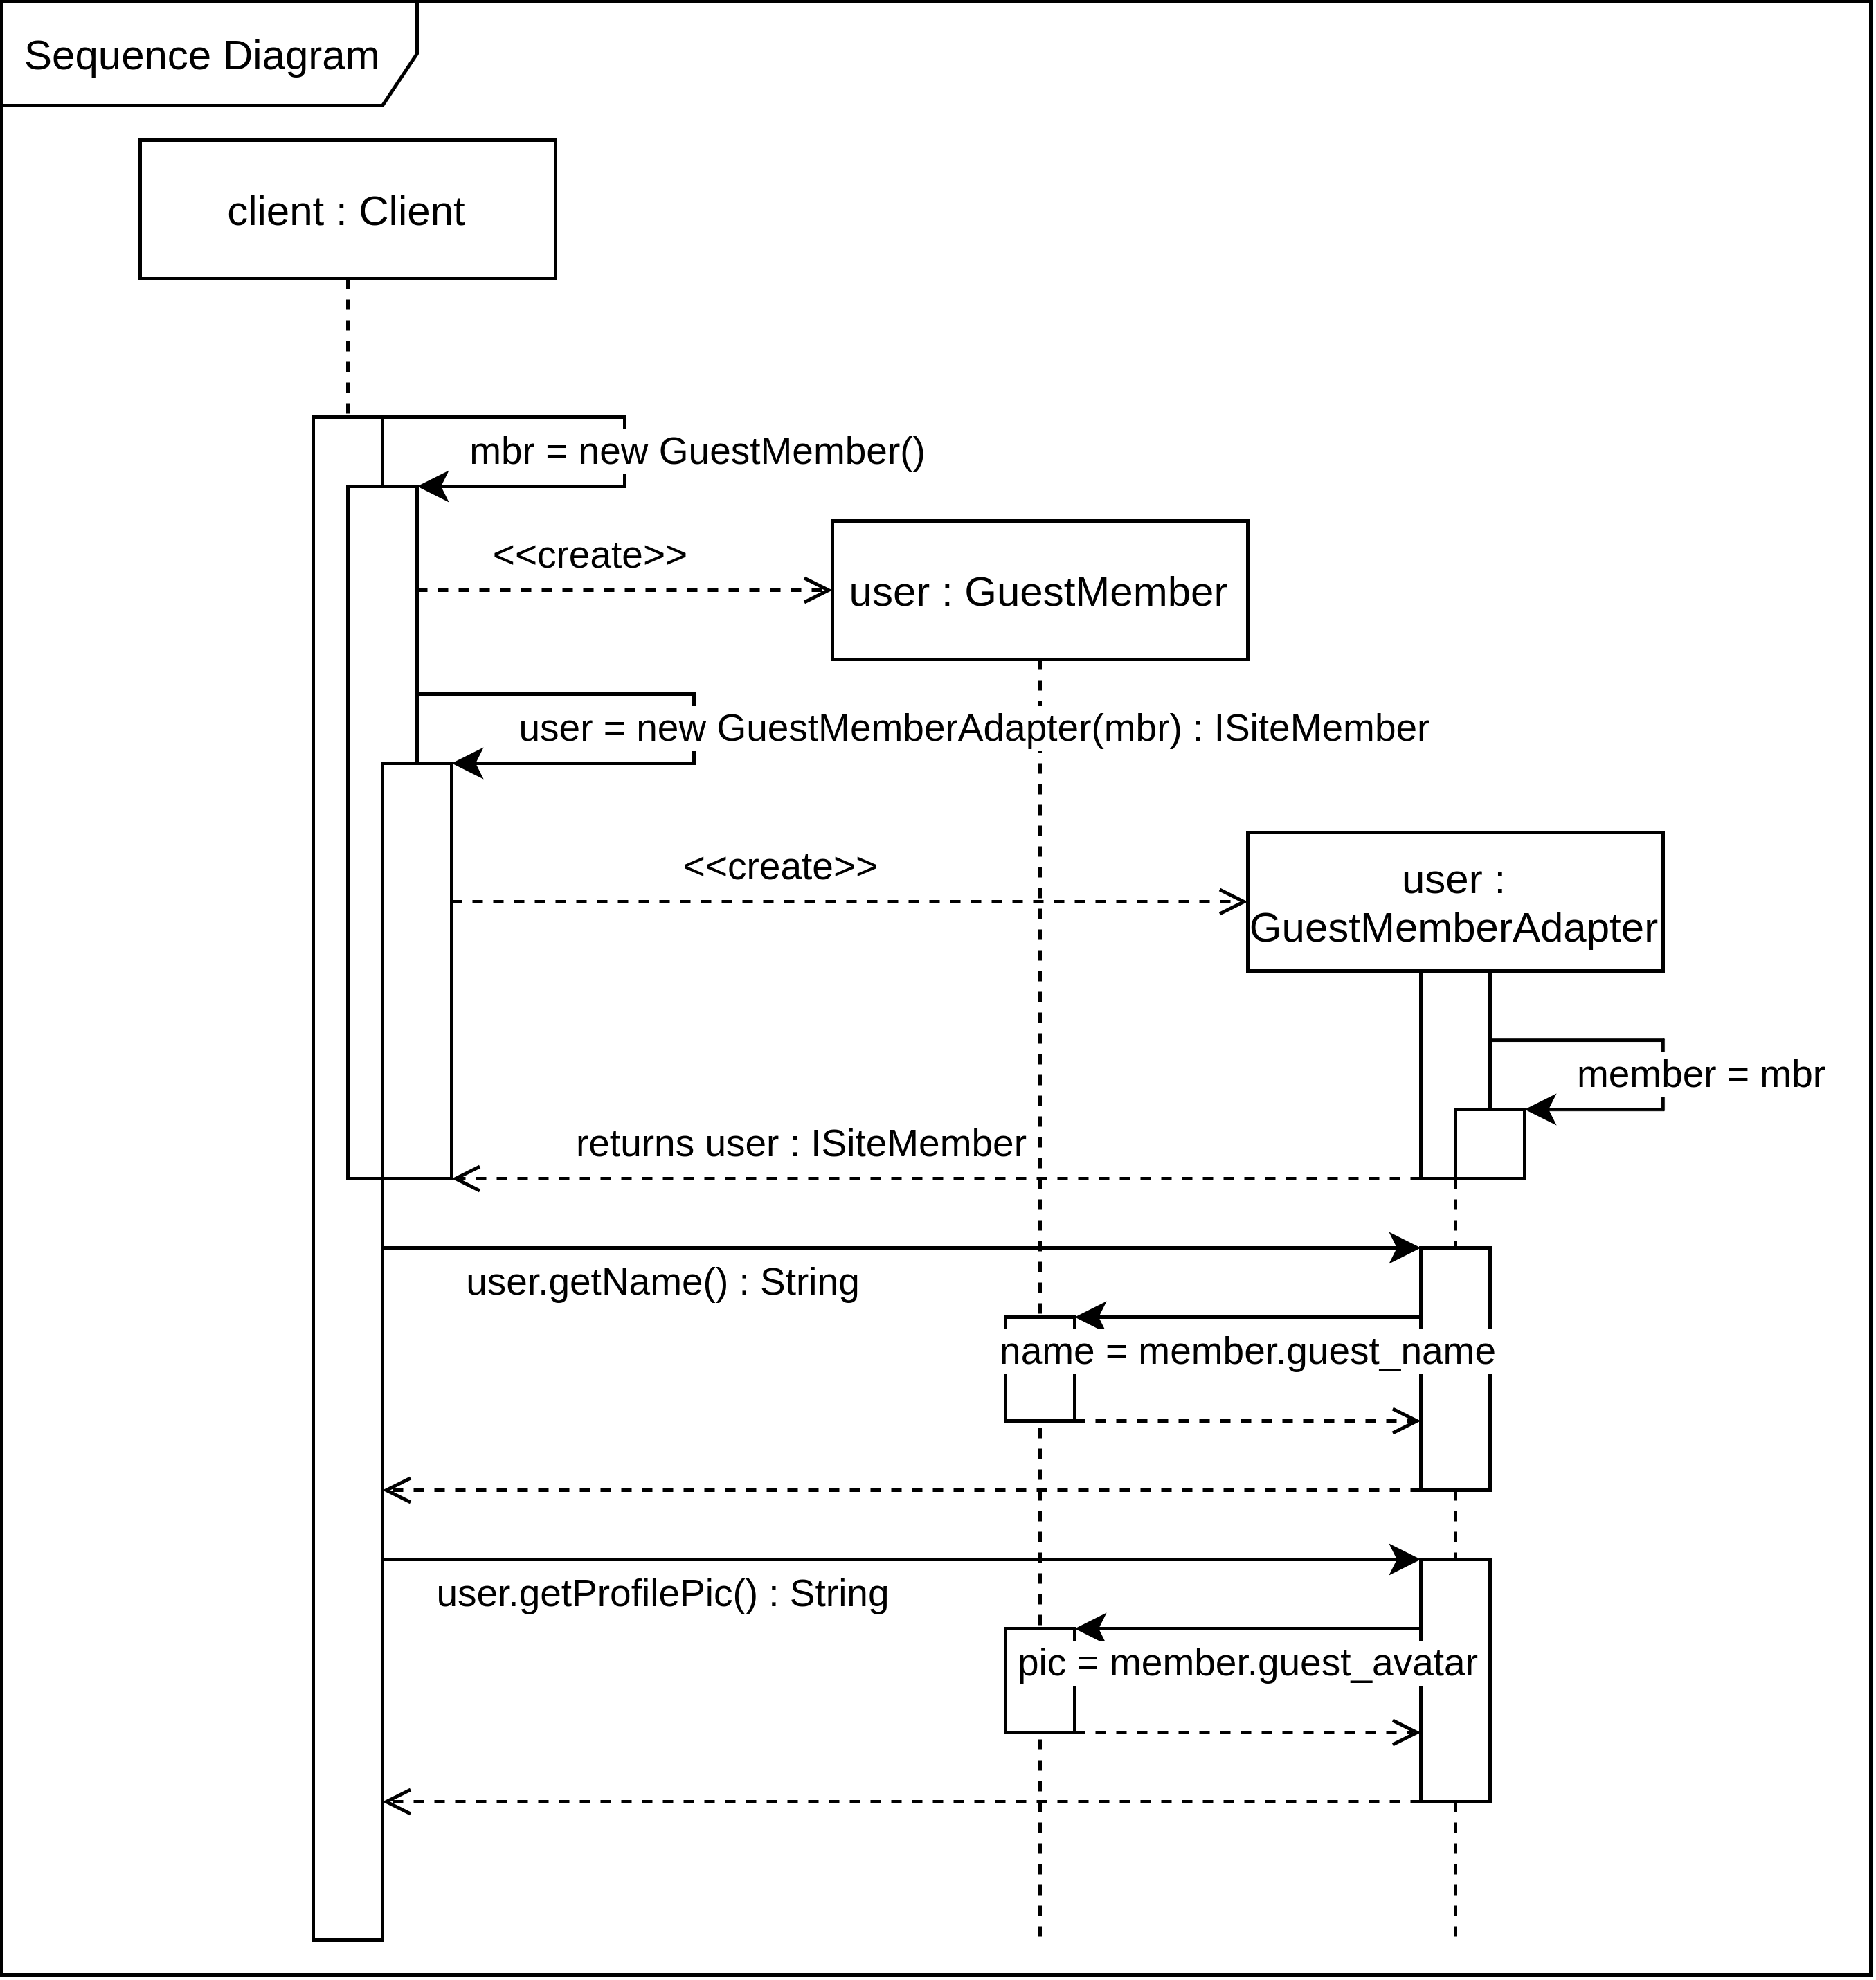 Sequence Diagram
client : Client
mbr = new GuestMember()
<<create>>
user : GuestMember
user = new GuestMemberAdapter(mbr) : ISiteMember
<<create>>
user :
GuestMemberAdapter
member = mbr
returns user : ISiteMember
user.getName() : String
name = member.guest_name
user.getProfilePic() : String
pic = member.guest_avatar